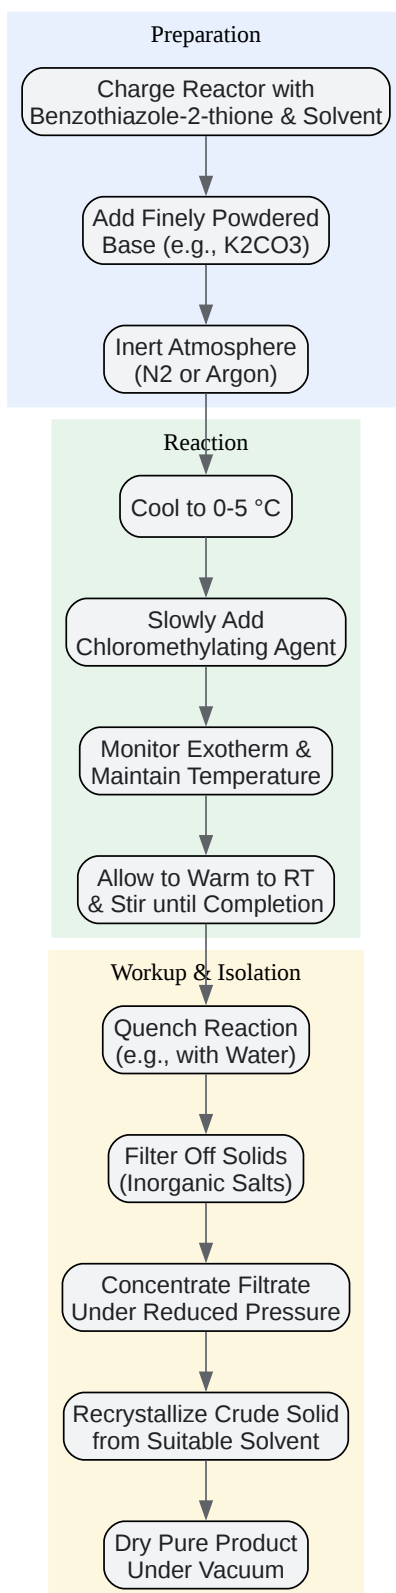 Preparation
Charge Reactor with
Benzothiazole-2-thione & Solvent
Add Finely Powdered
Base (e.g., K2CO3)
Inert Atmosphere
(N2 or Argon)
Reaction
Cool to 0-5 °C
Slowly Add
Chloromethylating Agent
Monitor Exotherm &
Maintain Temperature
Allow to Warm to RT
& Stir until Completion
Workup & Isolation
Quench Reaction
(e.g., with Water)
Filter Off Solids
(Inorganic Salts)
Concentrate Filtrate
Under Reduced Pressure
Recrystallize Crude Solid
from Suitable Solvent
Dry Pure Product
Under Vacuum